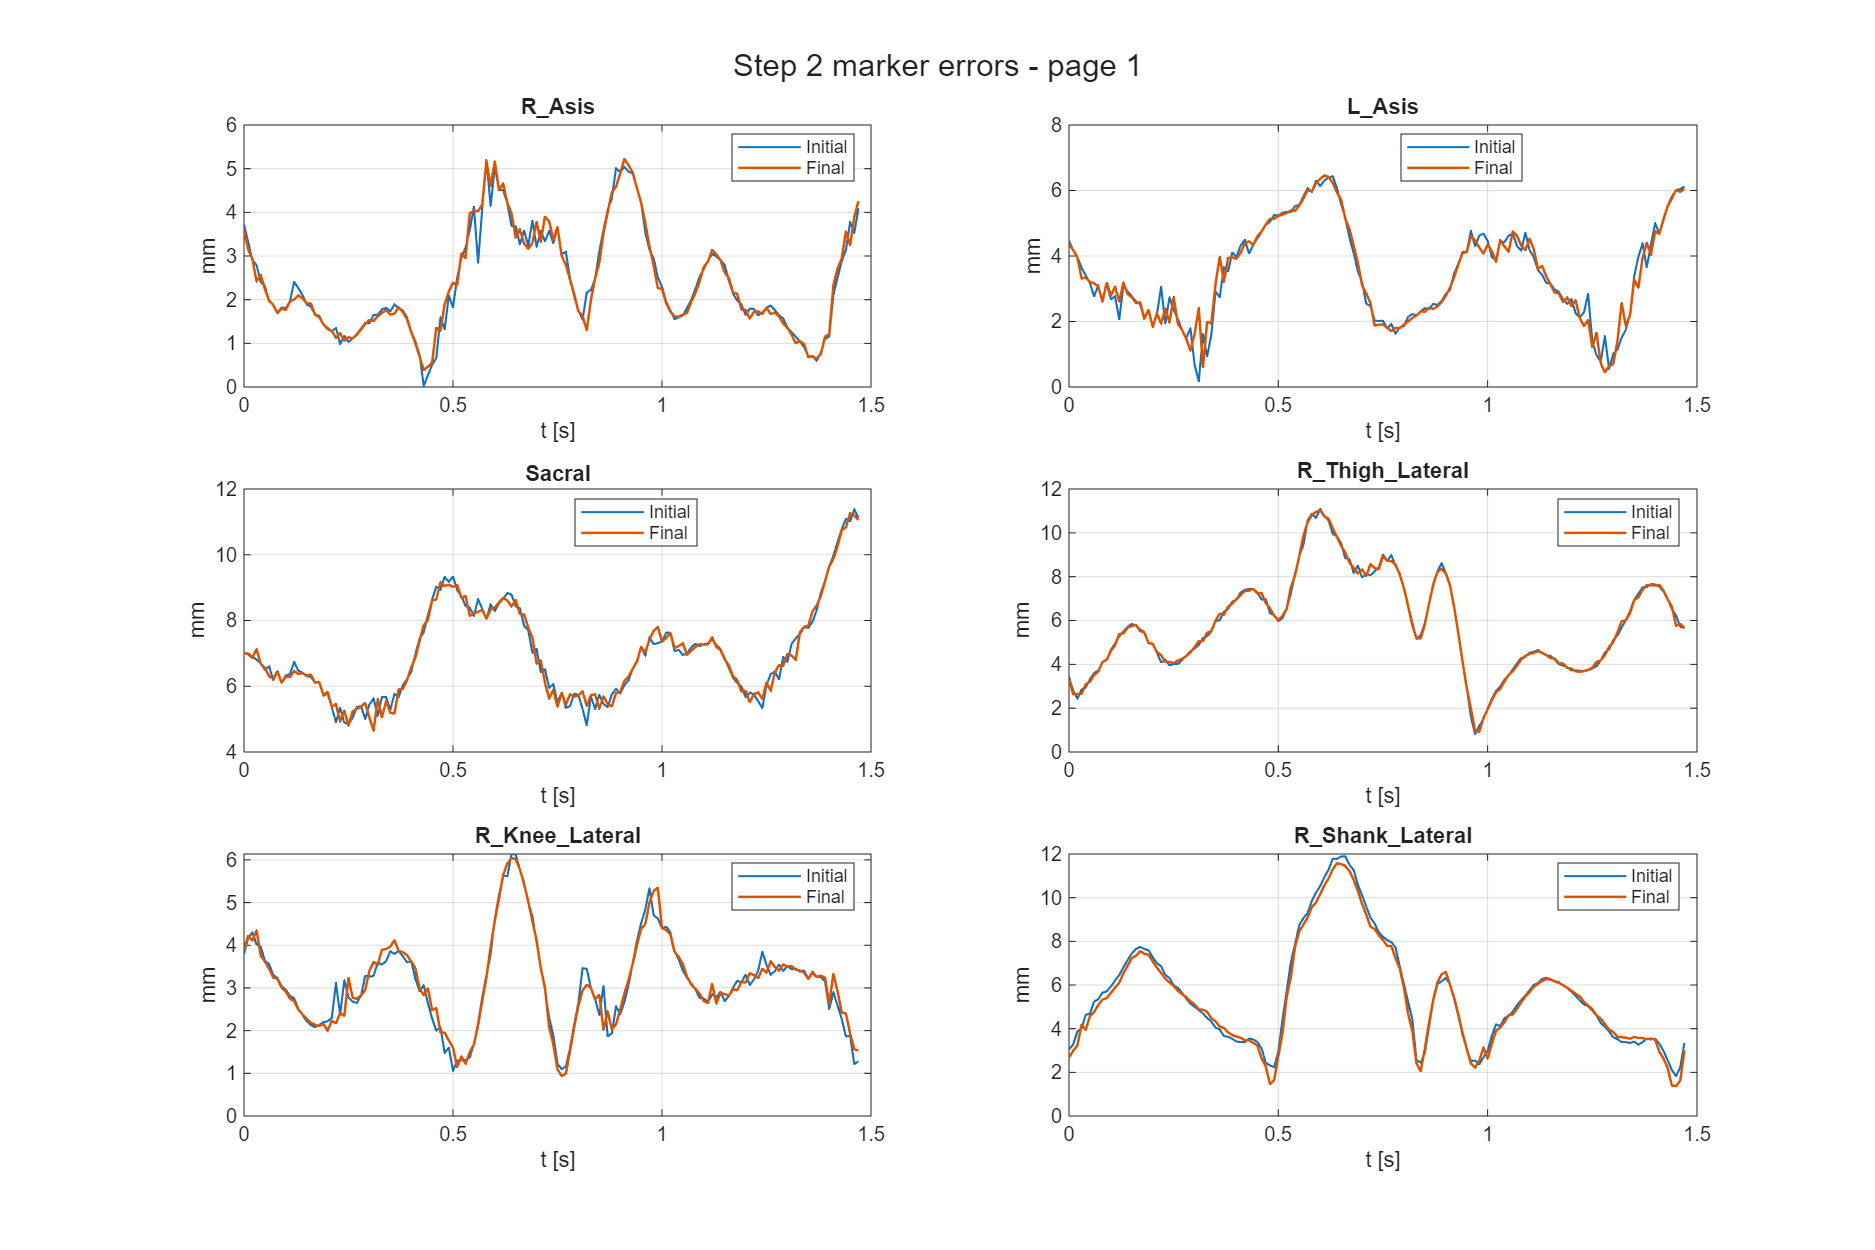 Step 2 marker errors - page 1
R_Asis
6
5
4
3
2
1
0
mm
0
0.5
1
1.5
t [s]
Initial
Final
L_Asis
8
6
4
2
0
mm
0
0.5
1
1.5
t [s]
Initial
Final
Sacral
12
10
8
6
4
mm
0
0.5
1
1.5
t [s]
Initial
Final
R_Thigh_Lateral
12
10
8
6
4
2
0
mm
0
0.5
1
1.5
t [s]
Initial
Final
R_Knee_Lateral
6
5
4
3
2
1
0
mm
0
0.5
1
1.5
t [s]
Initial
Final
R_Shank_Lateral
12
10
8
6
4
2
0
mm
0
0.5
1
1.5
t [s]
Initial
Final